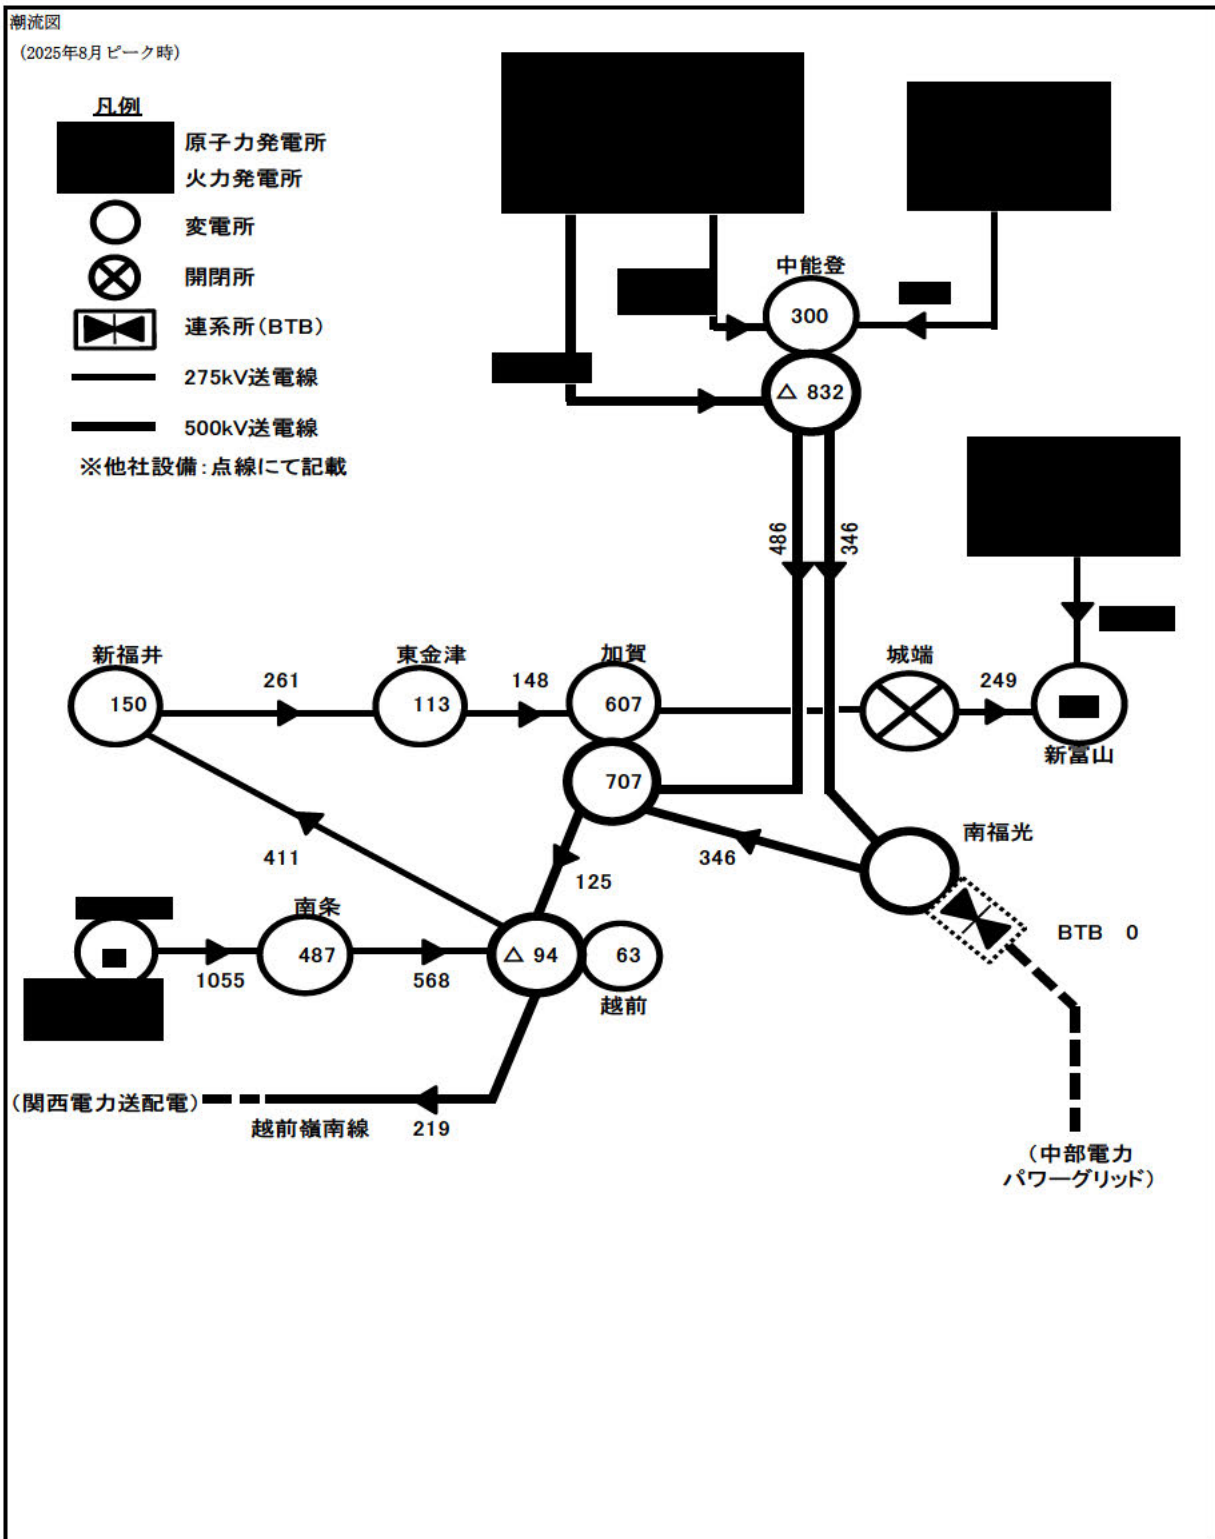 潮流図
(2025年8月ピーク時)
凡例
原子力発電所
火力発電所
変電所
開閉所
連系所(BTB)
275kV送電線
500kV送電線
※他社設備:点線にて記載
中能登
300
△ 832
486
346
新福井
150
261
東金津
113
148
加賀
607
707
城端
249
新富山
南福光
346
411
125
南条
1055
487
568
△ 94
63
越前
BTB 0
(関西電力送配電)
越前嶺南線
219
(中部電力
パワーグリッド)